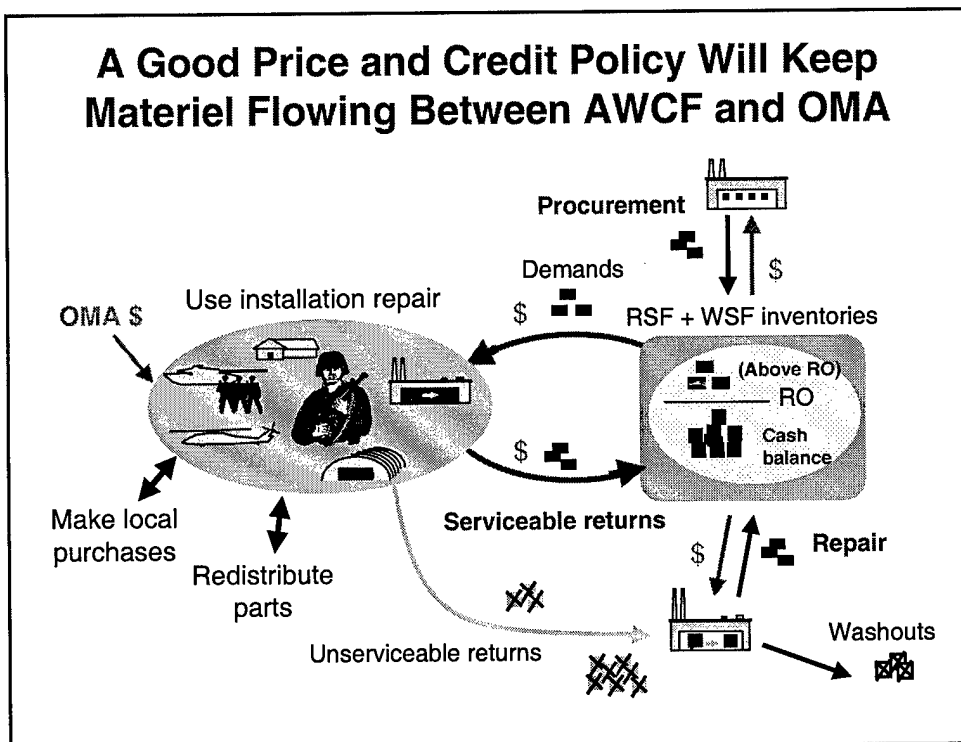 A Good Price and Credit Policy Will Keep
Materiel Flowing Between AWCF and OMA
Procurement
$
Demands
$
Use installation repair
OMA $
RSF + WSF inventories
(Above RO)
RO
Cash
balance
$
Make local
purchases
Serviceable returns
$
Repair
Redistribute
parts
Unserviceable returns
Washouts